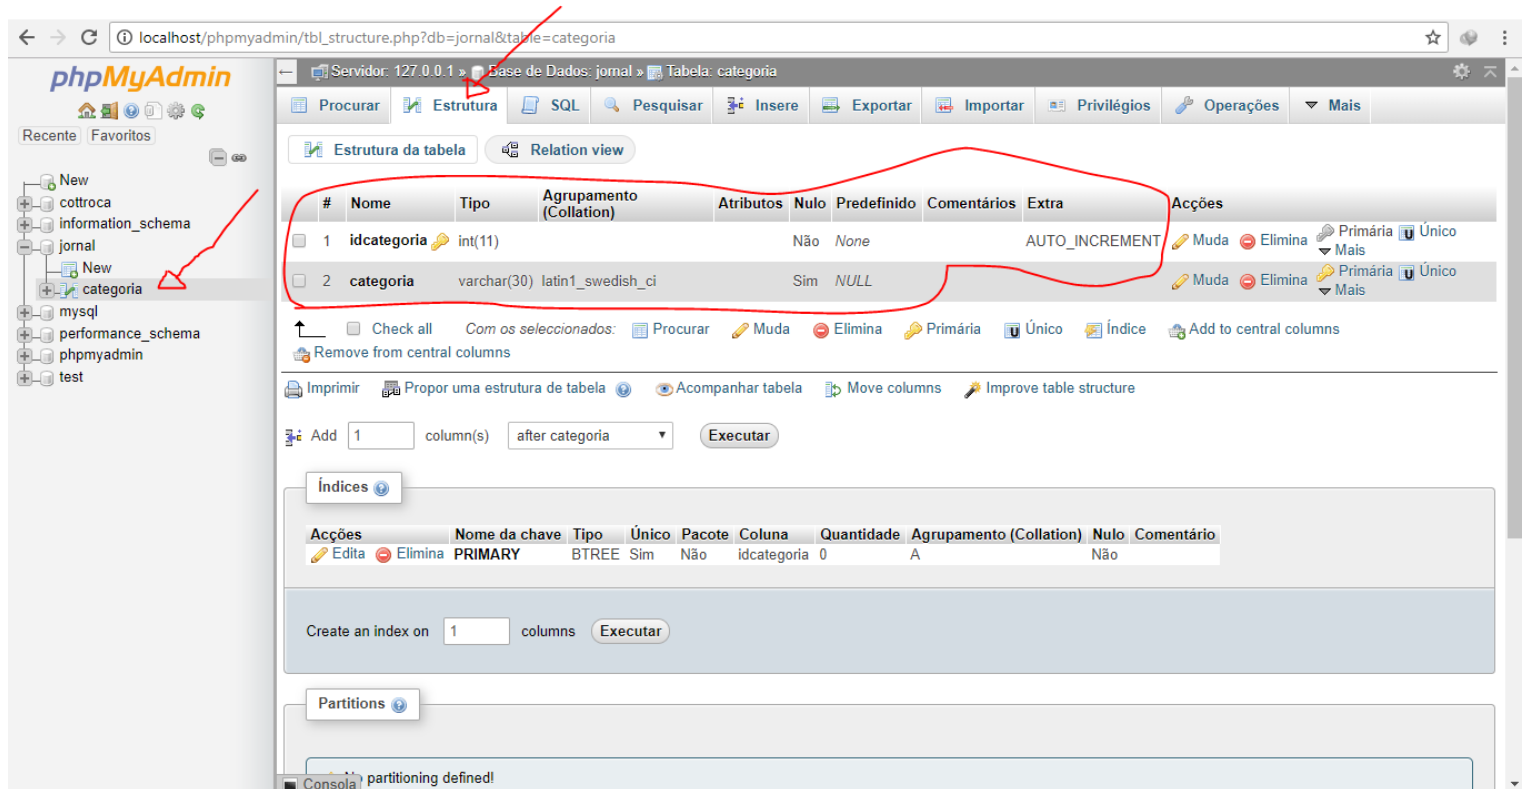 localhost/phpmyadmin/tbl_structure.php?db=jornal&table=categoria
phpMyAdmin
Recente Favoritos
New
cottroca
information_schema
jornal
New
categoria
mysql
performance_schema
phpmyadmin
test
Servidor: 127.0.0.1 » Base de Dados: jornal » Tabela: categoria
Procurar Estrutura SQL Pesquisar Insere Exportar Importar Privilégios Operações Mais
Estrutura da tabela Relation view
# Nome Tipo Agrupamento (Collation) Atributos Nulo Predefinido Comentários Extra Acções
1 idcategoria int(11) Não None AUTO_INCREMENT Muda Elimina Primária Único Mais
2 categoria varchar(30) latin1_swedish_ci Sim NULL Muda Elimina Primária Único Mais
Check all Com os seleccionados: Procurar Muda Elimina Primária Único Índice Add to central columns
Remove from central columns
Imprimir Propor uma estrutura de tabela Acompanhar tabela Move columns Improve table structure
Add 1 column(s) after categoria Executar
Índices
Acções Nome da chave Tipo Único Pacote Coluna Quantidade Agrupamento (Collation) Nulo Comentário
Edita Elimina PRIMARY BTREE Sim Não idcategoria 0 A Não
Create an index on 1 columns Executar
Partitions
partitioning defined!
Consola